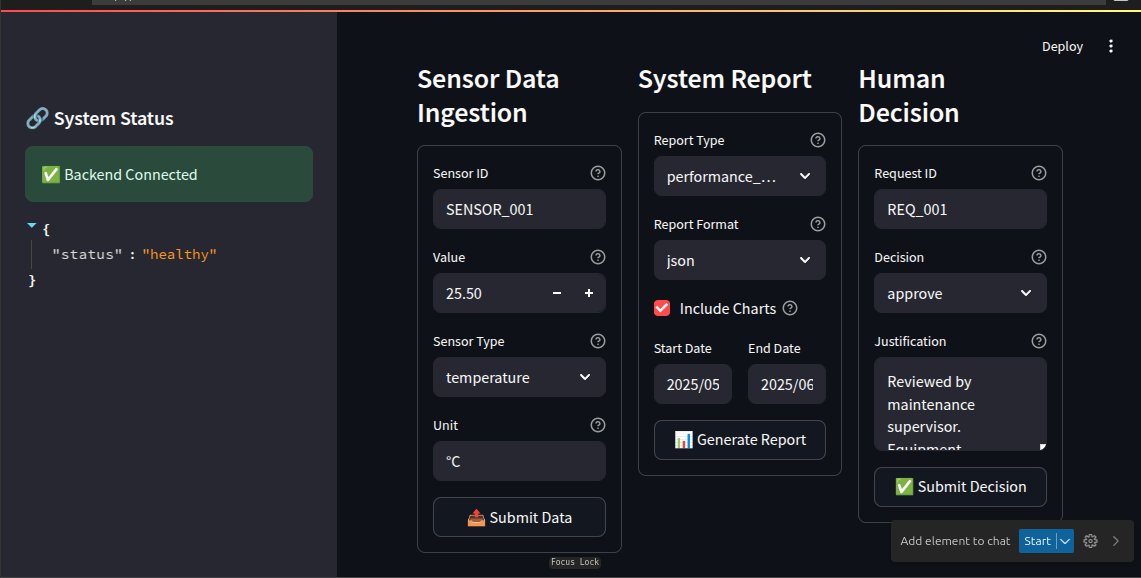 Deploy
🔗 System Status
✅ Backend Connected
{
"status" : "healthy"
}
Sensor Data
Ingestion
Sensor ID
SENSOR_001
Value
25.50
Sensor Type
temperature
Unit
°C
📤 Submit Data
System Report
Report Type
performance_...
Report Format
json
Include Charts
Start Date
End Date
2025/05
2025/06
📊 Generate Report
Human
Decision
Request ID
REQ_001
Decision
approve
Justification
Reviewed by
maintenance
supervisor.
Equipment
✅ Submit Decision
Add element to chat
Start
Focus Lock